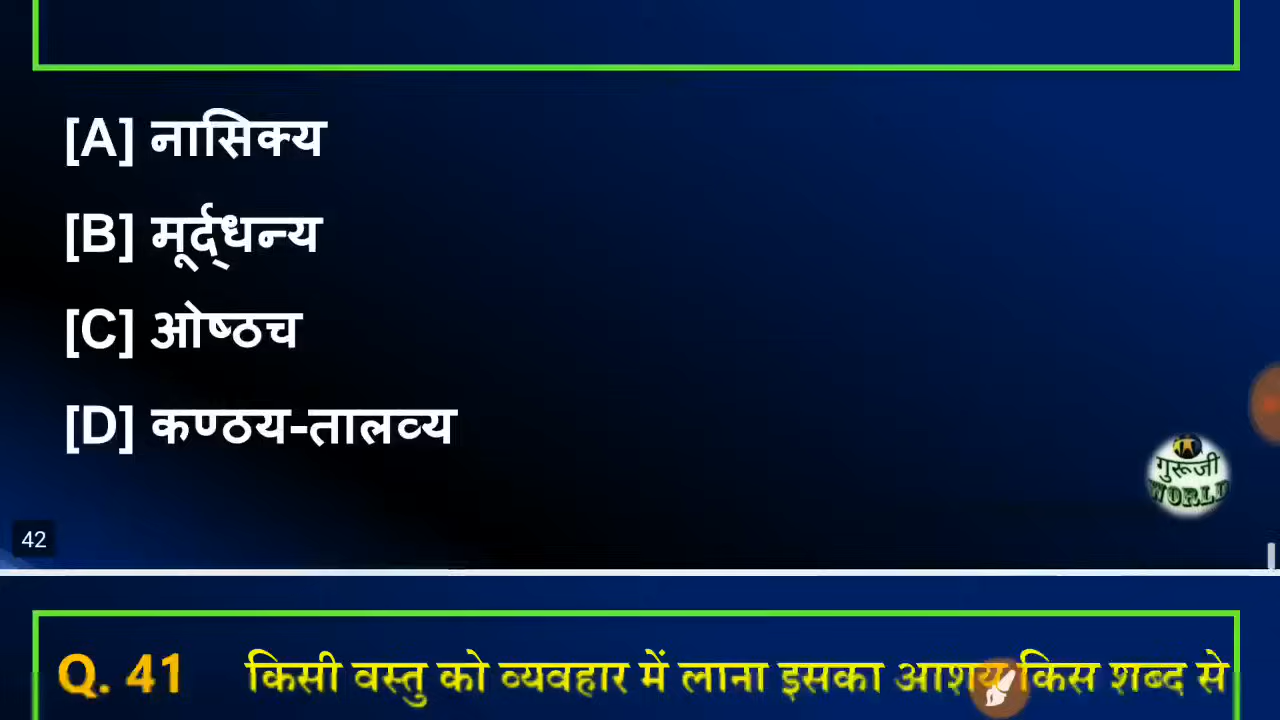 [A] नासिक्य
[B] मूर्द्धन्य
[C] ओष्ठच
[D] कण्ठय-तालव्य
गुरूजी
WORLD
42
Q. 41 किसी वस्तु को व्यवहार में लाना इसका आशय किस शब्द से